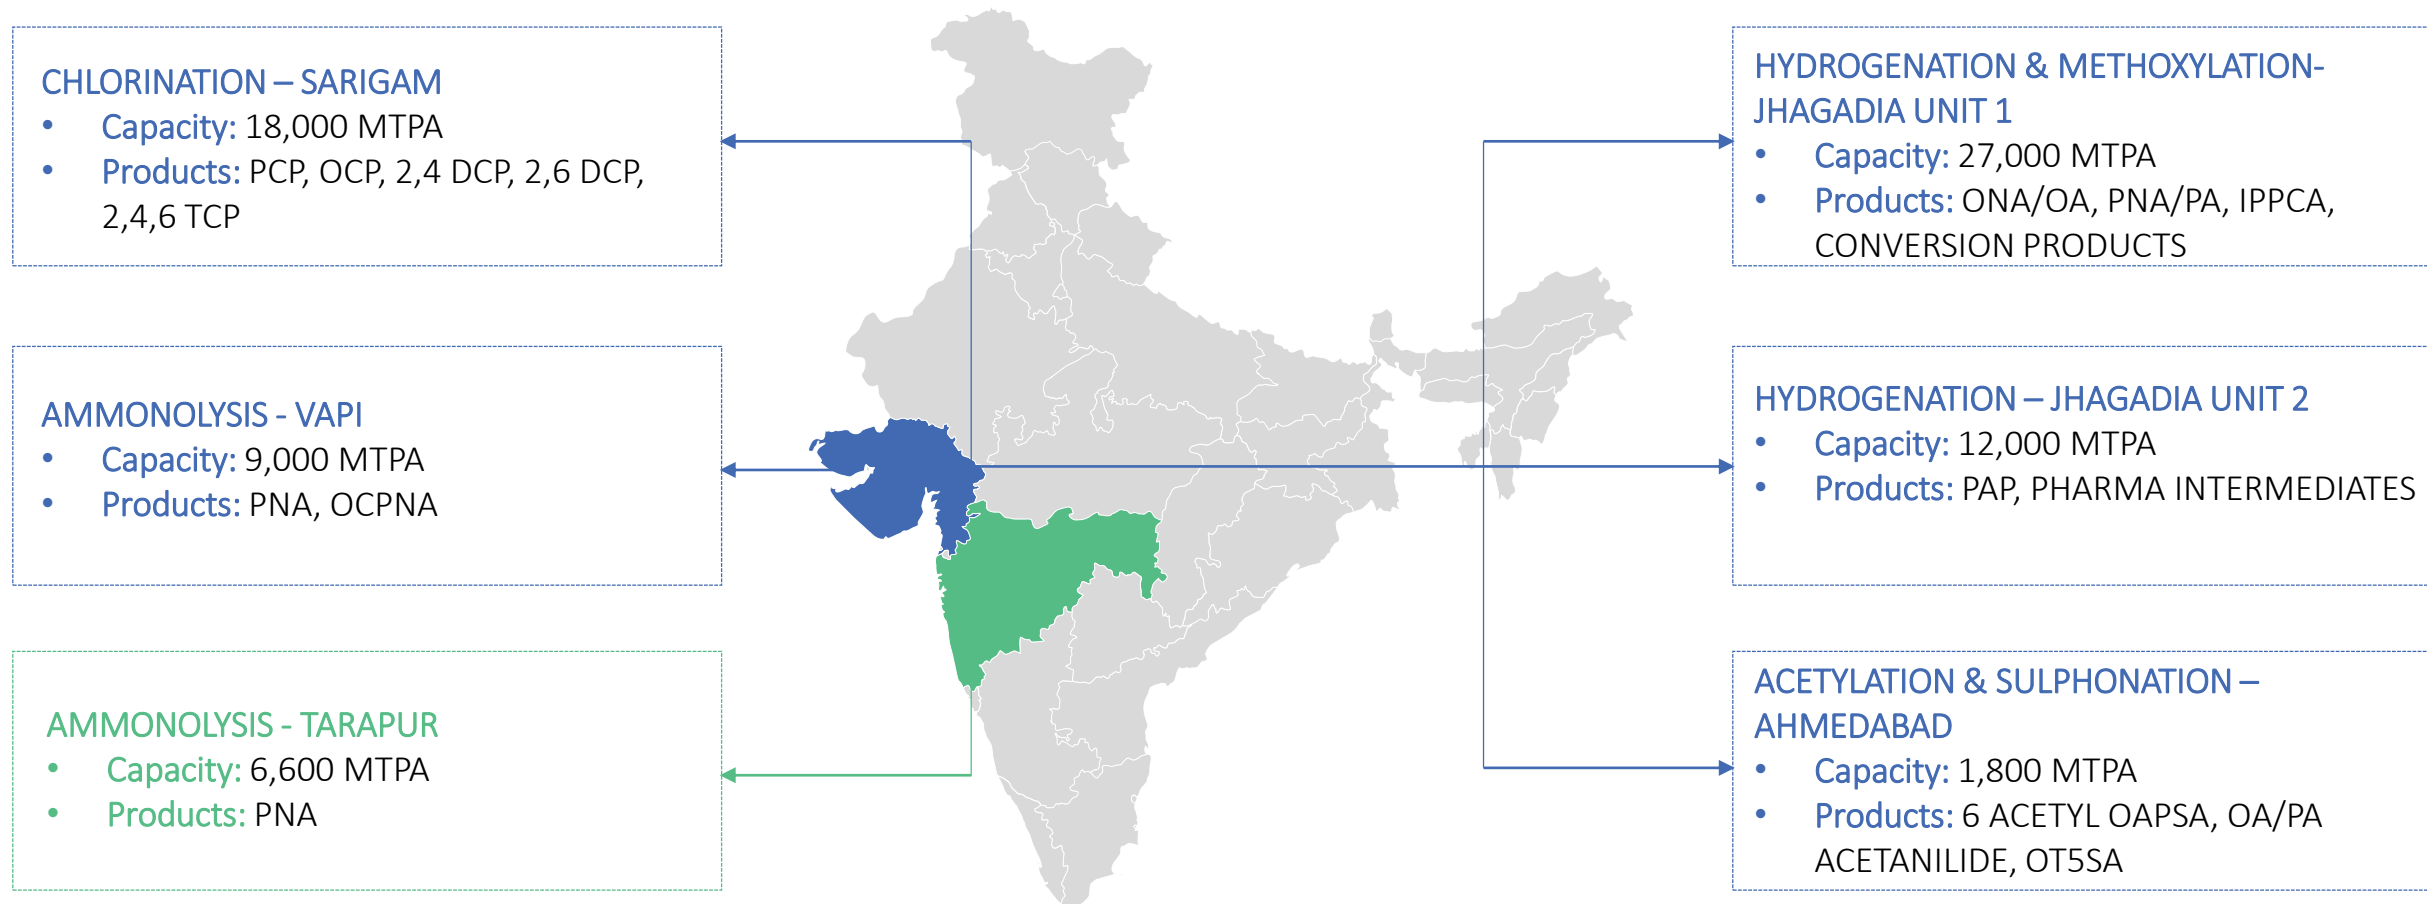 CHLORINATION – SARIGAM
• Capacity: 18,000 MTPA
• Products: PCP, OCP, 2,4 DCP, 2,6 DCP,
2,4,6 TCP
AMMONOLYSIS - VAPI
• Capacity: 9,000 MTPA
• Products: PNA, OCPNA
AMMONOLYSIS - TARAPUR
• Capacity: 6,600 MTPA
• Products: PNA
HYDROGENATION & METHOXYLATION-
JHAGADIA UNIT 1
• Capacity: 27,000 MTPA
• Products: ONA/OA, PNA/PA, IPPCA,
CONVERSION PRODUCTS
HYDROGENATION – JHAGADIA UNIT 2
• Capacity: 12,000 MTPA
• Products: PAP, PHARMA INTERMEDIATES
ACETYLATION & SULPHONATION –
AHMEDABAD
• Capacity: 1,800 MTPA
• Products: 6 ACETYL OAPSA, OA/PA
ACETANILIDE, OT5SA